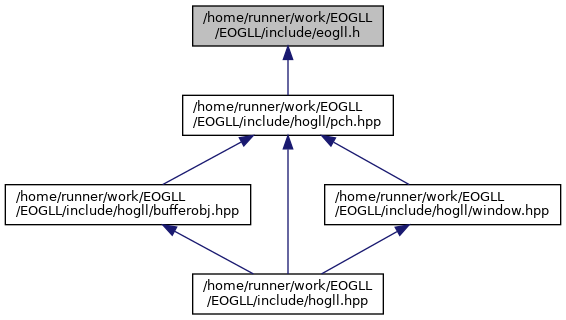 /home/runner/work/EOGLL
/EOGLL/include/eogll.h
/home/runner/work/EOGLL
/EOGLL/include/hogll/pch.hpp
/home/runner/work/EOGLL
/EOGLL/include/hogll/bufferobj.hpp
/home/runner/work/EOGLL
/EOGLL/include/hogll/window.hpp
/home/runner/work/EOGLL
/EOGLL/include/hogll.hpp